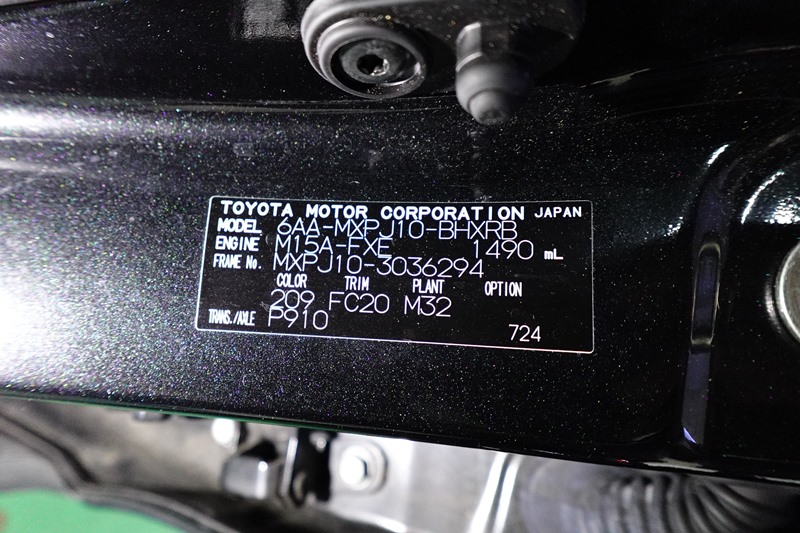 TOYOTA MOTOR CORPORATION JAPAN
MODEL 6AA-MXPJ10-BHXRB
ENGINE M15A-FXE 1490 mL
FRAME No. MXPJ10-3036294
COLOR TRIM PLANT OPTION
209 FC20 M32
TRANS./AXLE P910
724